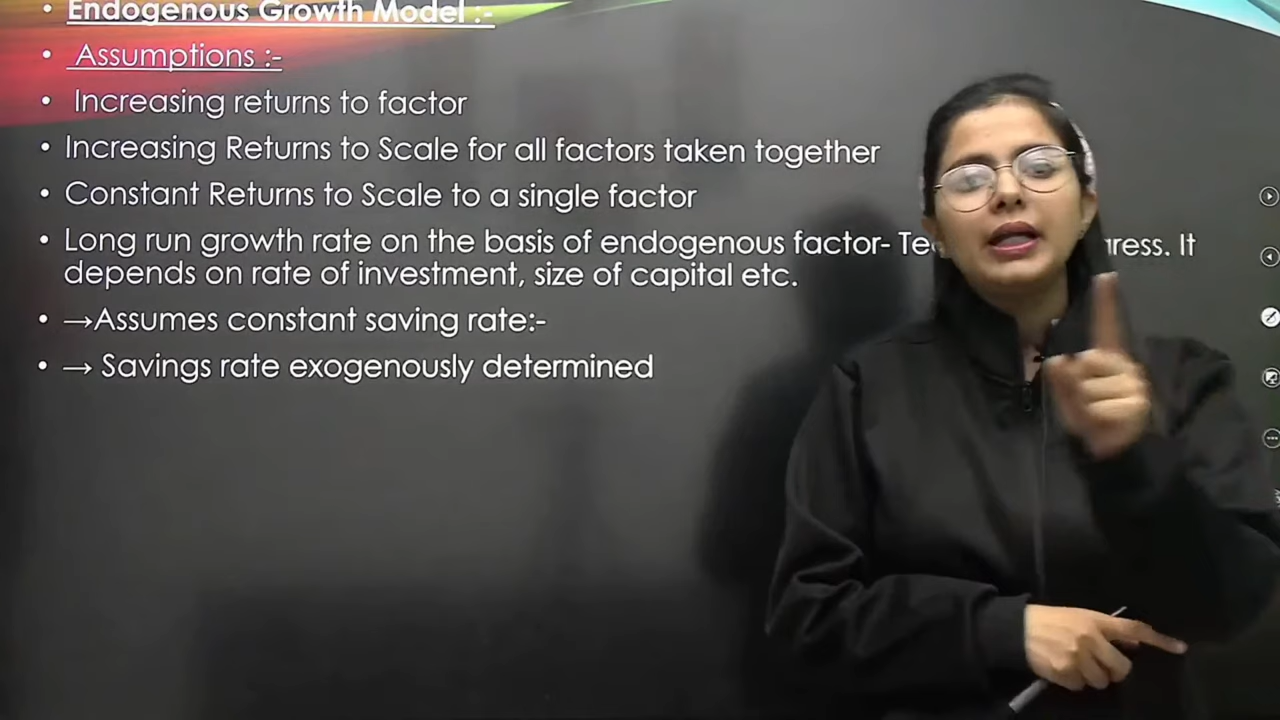 • Endogenous Growth Model :-
• Assumptions :-
• Increasing returns to factor
• Increasing Returns to Scale for all factors taken together
• Constant Returns to Scale to a single factor
• Long run growth rate on the basis of endogenous factor- It
depends on rate of investment, size of capital etc.
• →Assumes constant saving rate:-
• → Savings rate exogenously determined